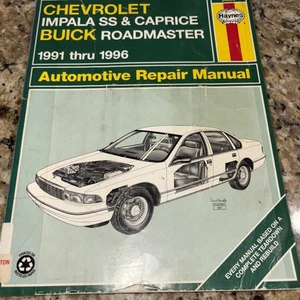 CHEVROLET
IMPALA SS & CAPRICE
BUICK ROADMASTER
1991 thru 1996
Haynes
Automotive Repair Manual
EVERY MANUAL BASED ON A
COMPLETE TEARDOWN
AND REBUILD
TON